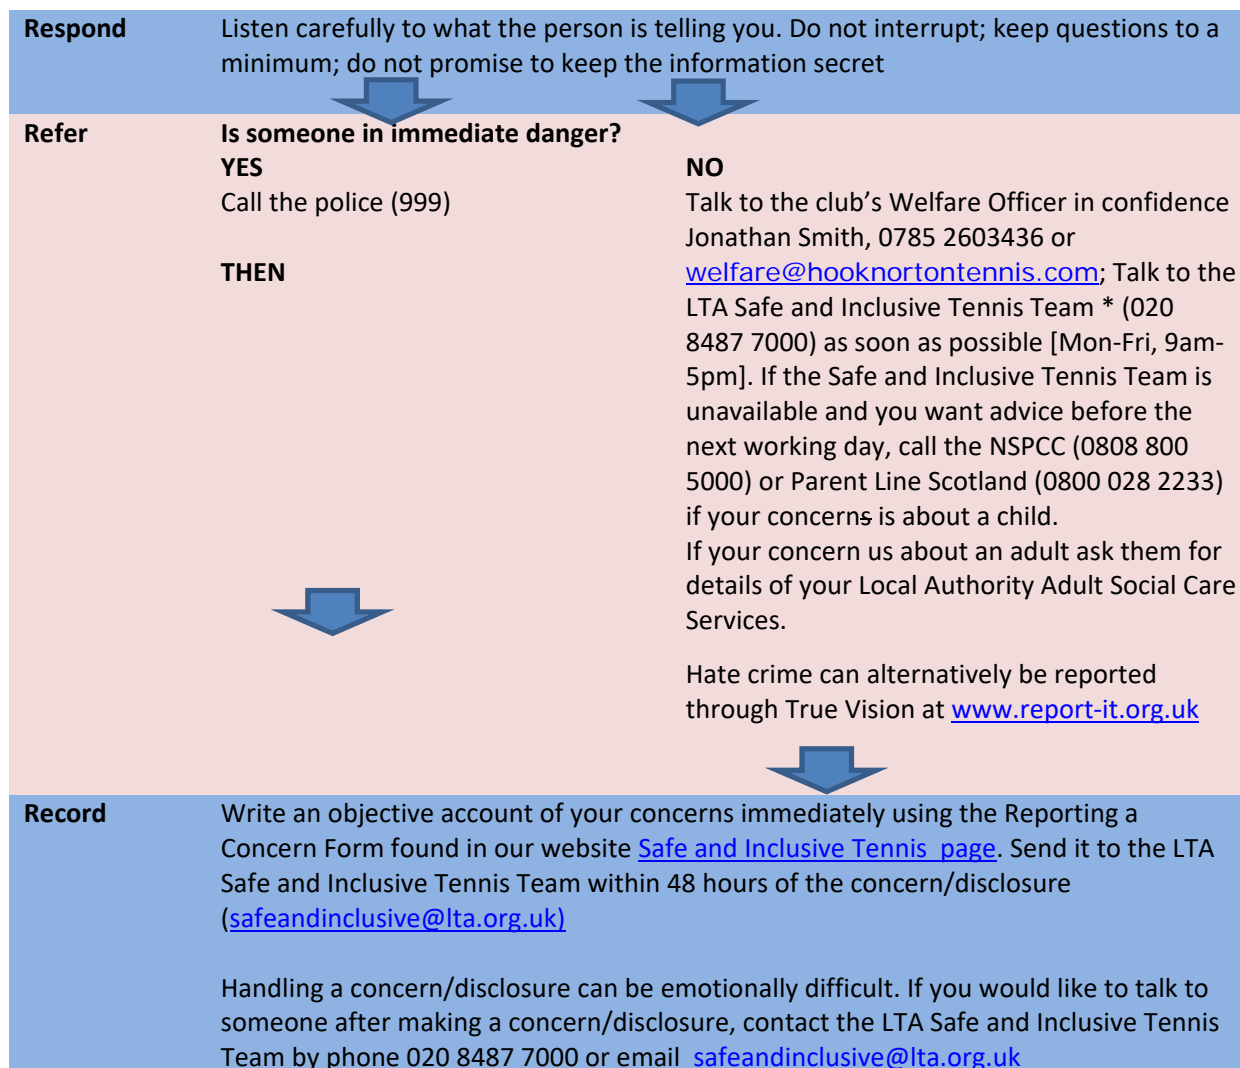 Respond
Listen carefully to what the person is telling you. Do not interrupt; keep questions to a
minimum; do not promise to keep the information secret
Refer
Is someone in immediate danger?
YES
Call the police (999)
THEN
NO
Talk to the club’s Welfare Officer in confidence
Jonathan Smith, 0785 2603436 or
welfare@hooknortontennis.com; Talk to the
LTA Safe and Inclusive Tennis Team * (020
8487 7000) as soon as possible [Mon-Fri, 9am-
5pm]. If the Safe and Inclusive Tennis Team is
unavailable and you want advice before the
next working day, call the NSPCC (0808 800
5000) or Parent Line Scotland (0800 028 2233)
if your concerns is about a child.
If your concern us about an adult ask them for
details of your Local Authority Adult Social Care
Services.
Hate crime can alternatively be reported
through True Vision at www.report-it.org.uk
Record
Write an objective account of your concerns immediately using the Reporting a
Concern Form found in our website Safe and Inclusive Tennis  page. Send it to the LTA
Safe and Inclusive Tennis Team within 48 hours of the concern/disclosure
(safeandinclusive@lta.org.uk)
Handling a concern/disclosure can be emotionally difficult. If you would like to talk to
someone after making a concern/disclosure, contact the LTA Safe and Inclusive Tennis
Team by phone 020 8487 7000 or email  safeandinclusive@lta.org.uk